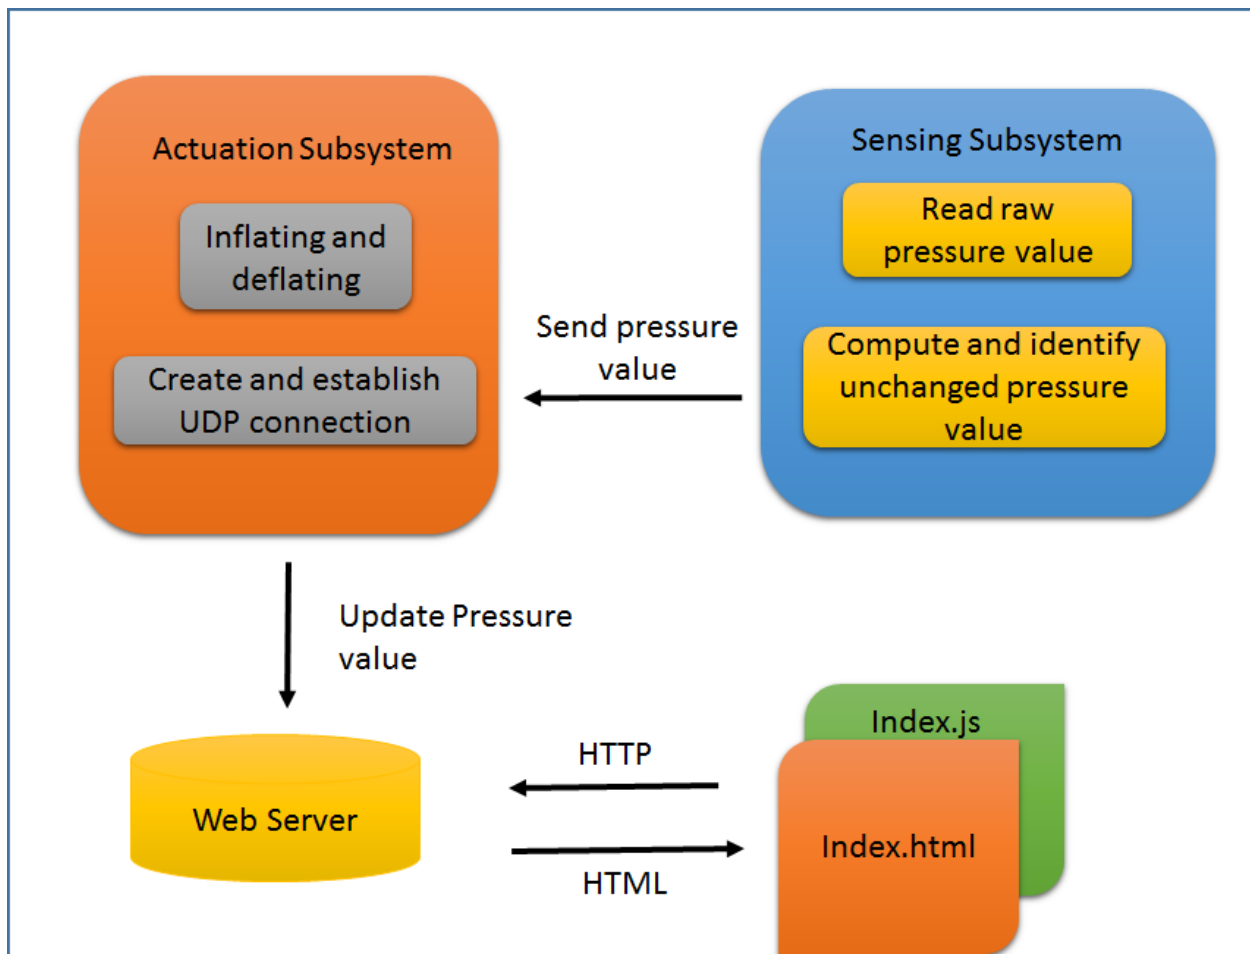 Actuation Subsystem
Inflating and
deflating
Create and establish
UDP connection
Send pressure
value
Sensing Subsystem
Read raw
pressure value
Compute and identify
unchanged pressure
value
Update Pressure
value
Web Server
HTTP
HTML
Index.js
Index.html